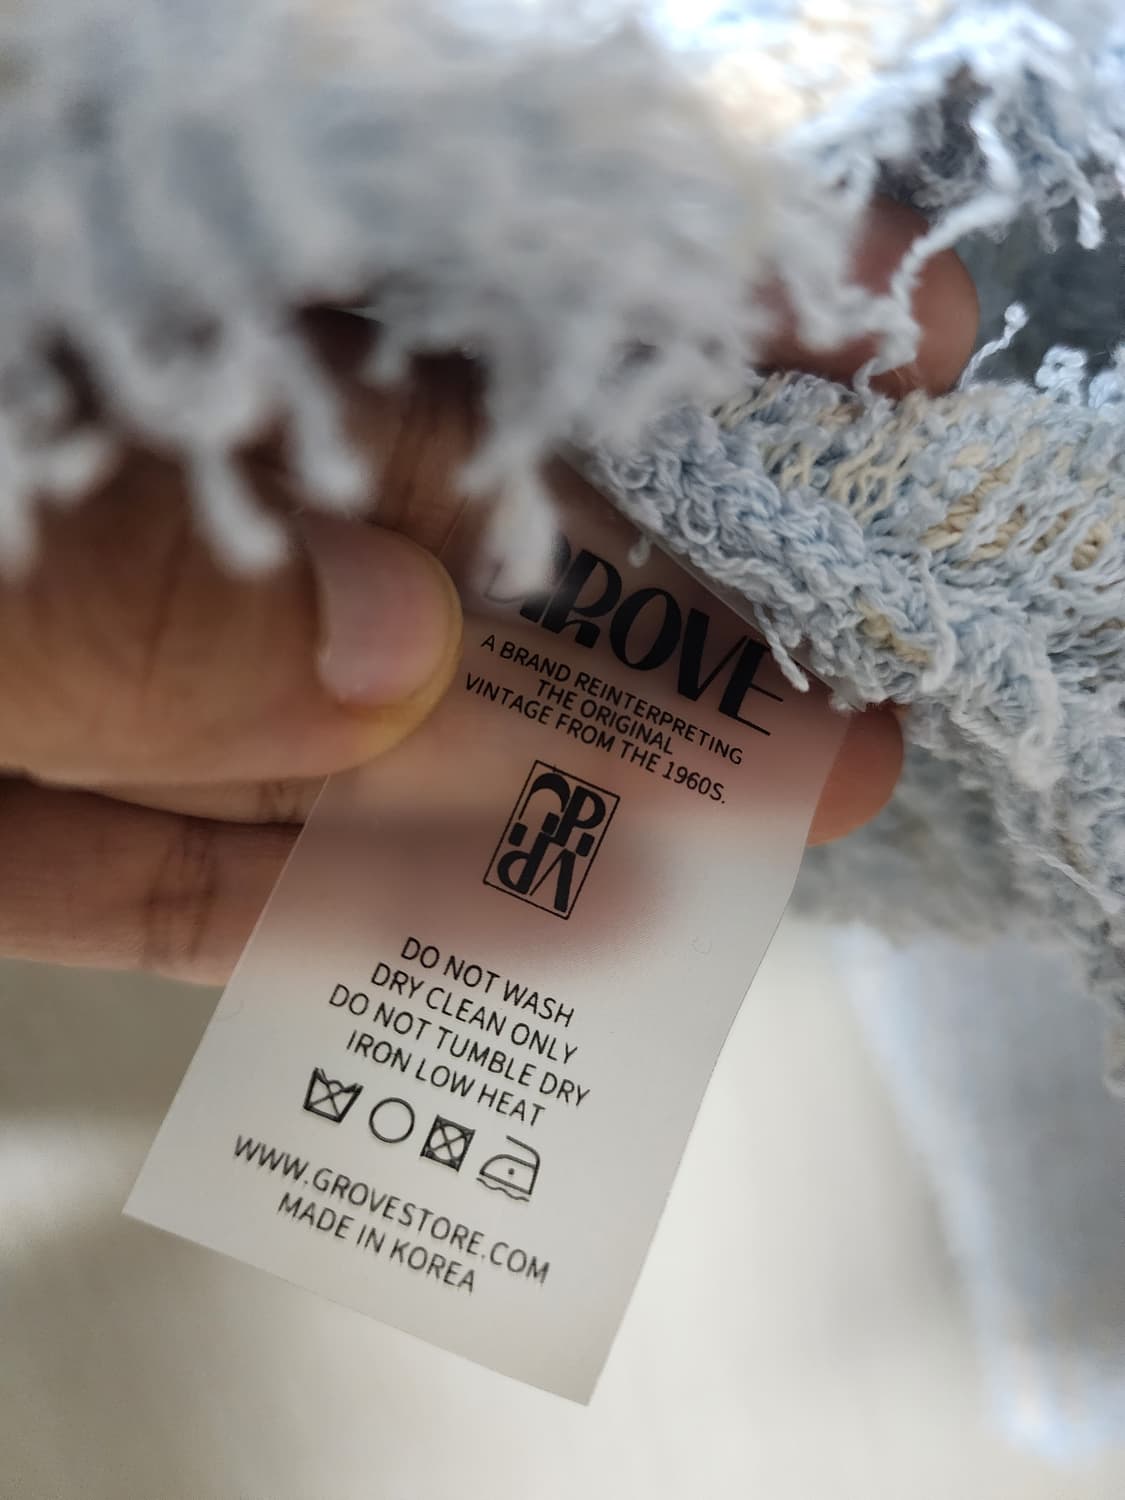 GROVE
A BRAND REINTERPRETING
THE ORIGINAL
VINTAGE FROM THE 1960S.
DO NOT WASH
DRY CLEAN ONLY
DO NOT TUMBLE DRY
IRON LOW HEAT
WWW.GROVESTORE.COM
MADE IN KOREA